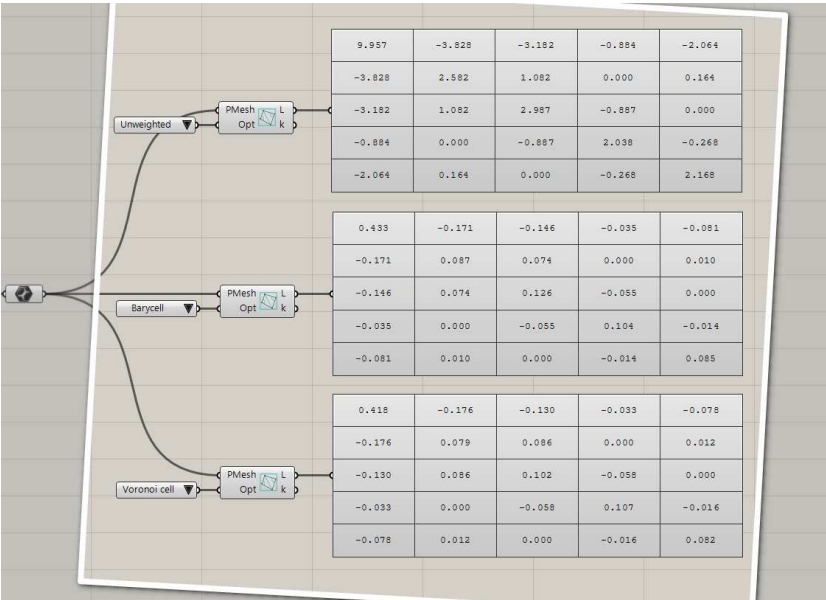 9.957 -3.828 -3.182 -0.884 -2.064
-3.828 2.582 1.082 0.000 0.164
Unweighted
PMesh L
Opt k
-3.182 1.082 2.987 -0.887 0.000
-0.884 0.000 -0.887 2.038 -0.268
-2.064 0.164 0.000 -0.268 2.168
0.433 -0.171 -0.146 -0.035 -0.081
-0.171 0.087 0.074 0.000 0.010
Barycell
PMesh L
Opt k
-0.146 0.074 0.126 -0.055 0.000
-0.035 0.000 -0.055 0.104 -0.014
-0.081 0.010 0.000 -0.014 0.085
0.418 -0.176 -0.130 -0.033 -0.078
-0.176 0.079 0.086 0.000 0.012
Voronoi cell
PMesh L
Opt k
-0.130 0.086 0.102 -0.058 0.000
-0.033 0.000 -0.058 0.107 -0.016
-0.078 0.012 0.000 -0.016 0.082